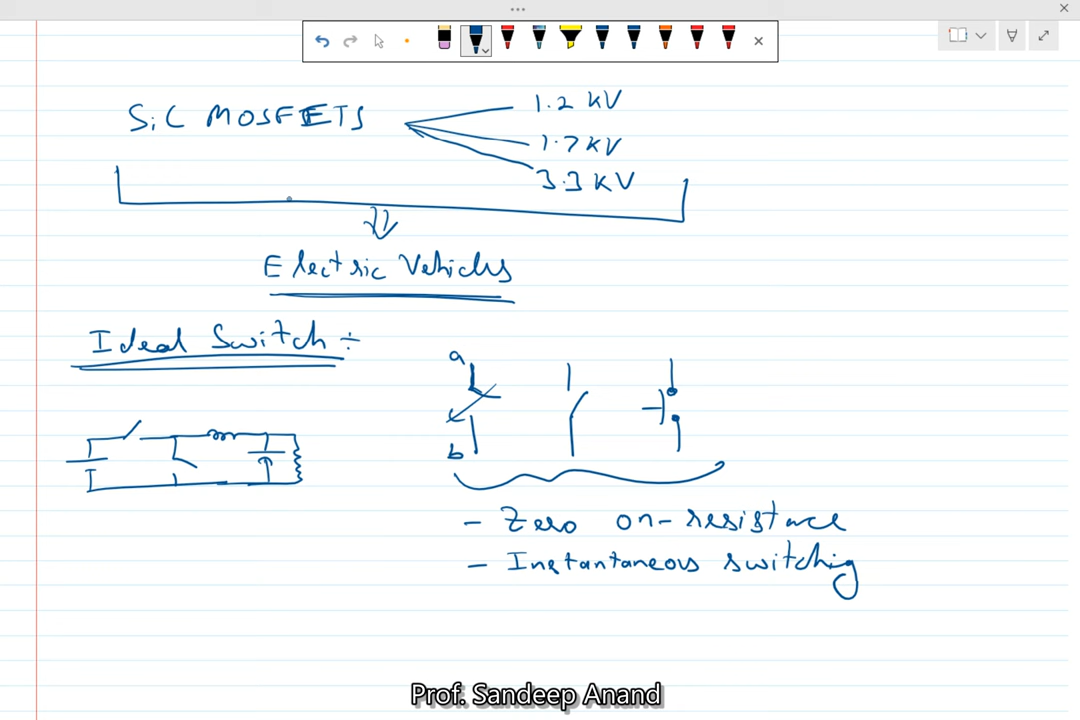 SiC MOSFETS
1.2 KV
1.7 KV
3.3 KV
Electric Vehicles
Ideal Switch ÷
a
b
- Zero on-resistance
- Instantaneous switching
Prof. Sandeep Anand